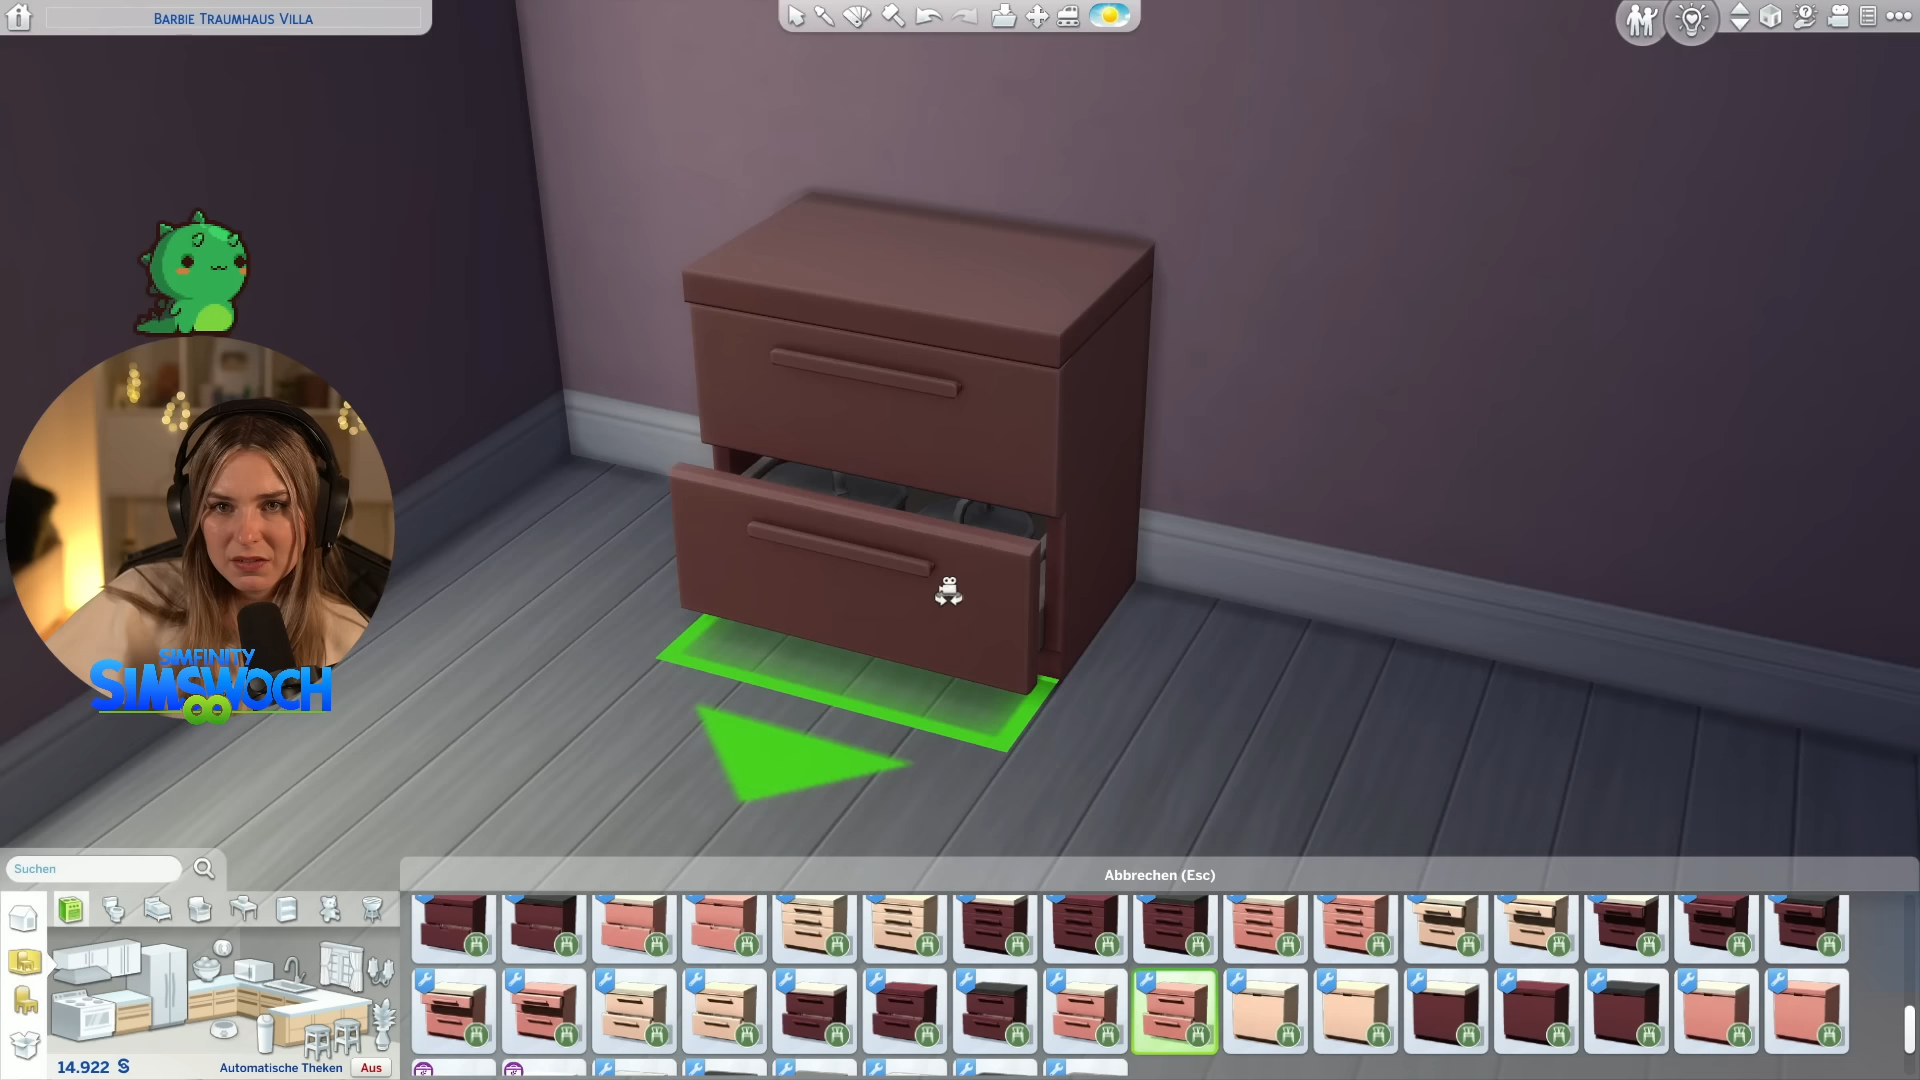 Barbie Traumhaus Villa
SIMFINITY
SIMSWOCH
Suchen
Abbrechen (Esc)
14.922 §
Automatische Theken
Aus